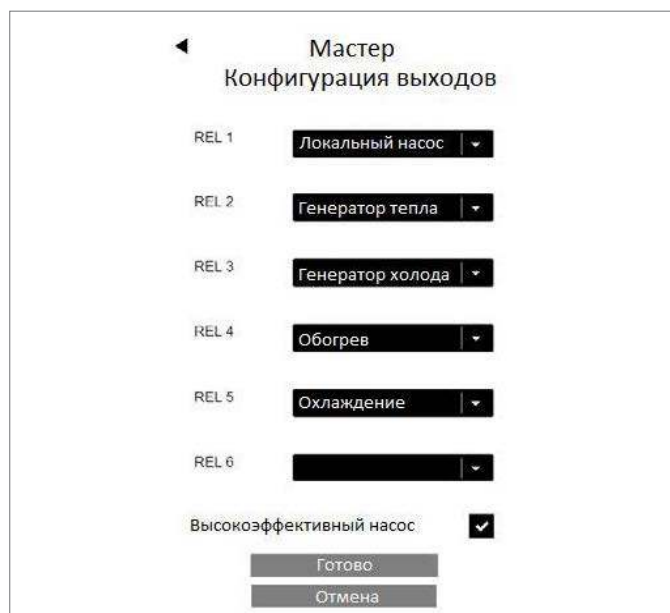 Мастер
Конфигурация выходов
REL 1 Локальный насос
REL 2 Генератор тепла
REL 3 Генератор холода
REL 4 Обогрев
REL 5 Охлаждение
REL 6
Высокоэффективный насос
Готово
Отмена